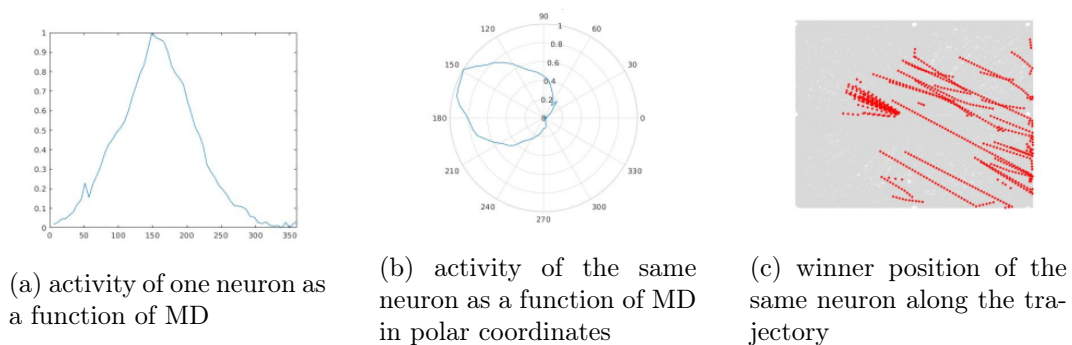 1
0.9
0.8
0.7
0.6
0.5
0.4
0.3
0.2
0.1
0
0 50 100 150 200 250 300 350
90
120 60
1
0.8
150 30
0.6
0.4
0.2
180 0 0
210 330
240 300
270
(a) activity of one neuron as
a function of MD
(b) activity of the same
neuron as a function of MD
in polar coordinates
(c) winner position of the
same neuron along the tra-
jectory